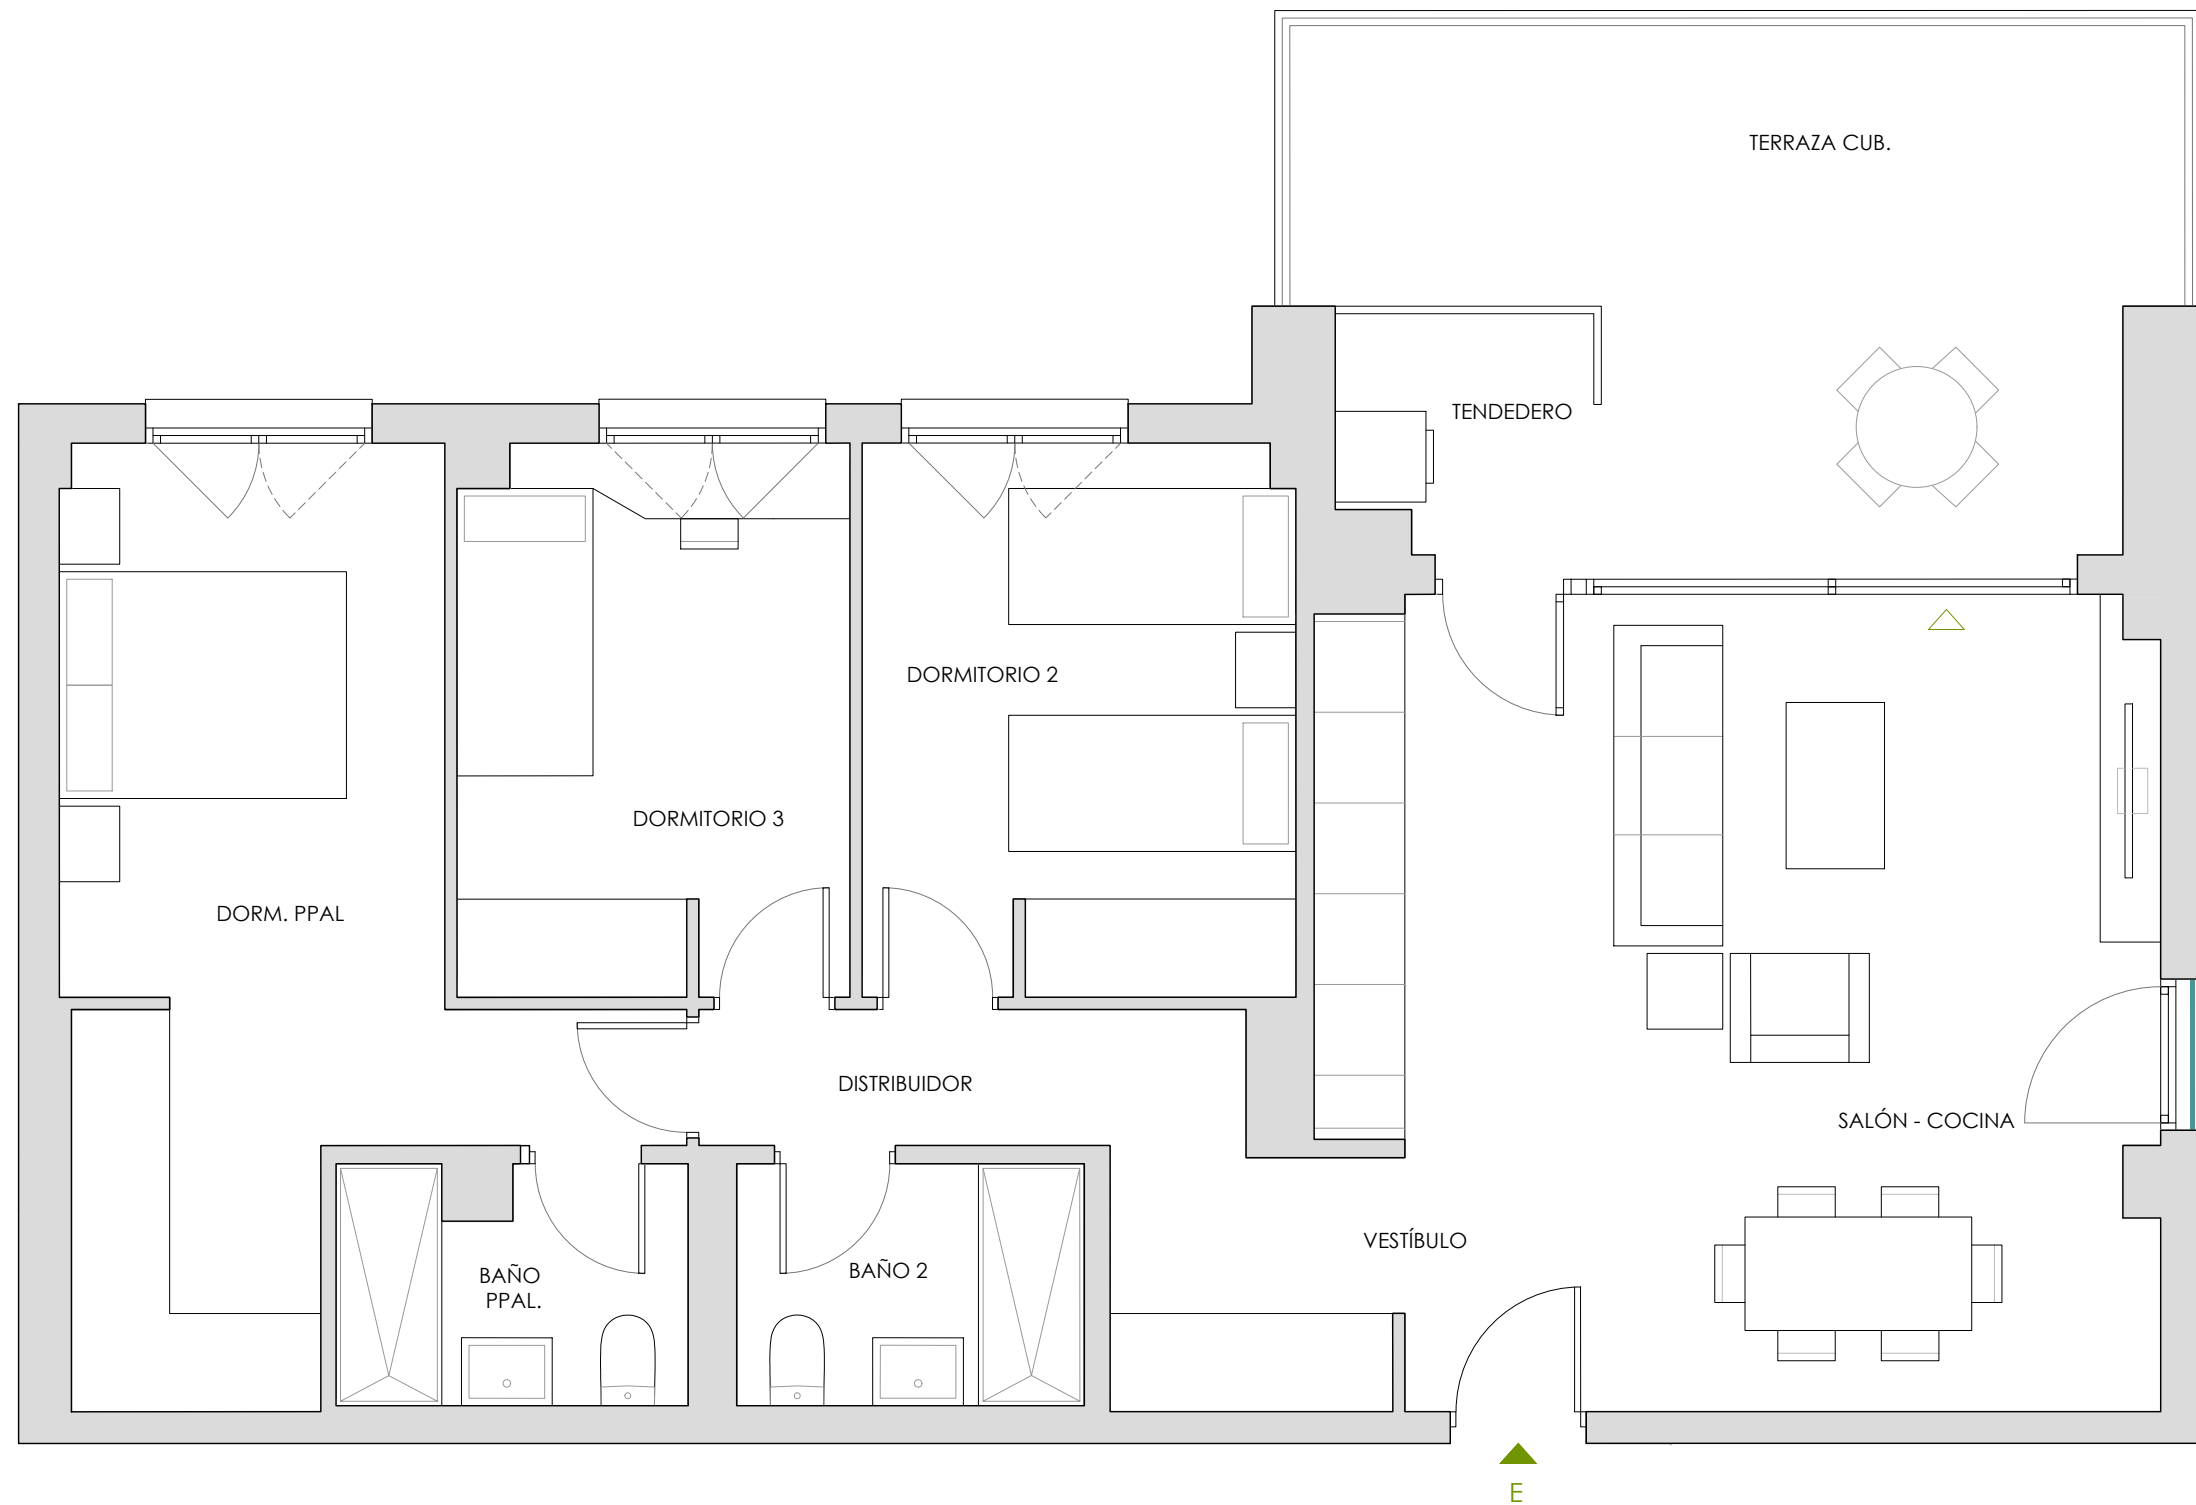 TERRAZA CUB.
TENDEDERO
DORMITORIO 2
DORMITORIO 3
DORM. PPAL
DISTRIBUIDOR
SALÓN - COCINA
VESTÍBULO
BAÑO 2
BAÑO
PPAL.
E